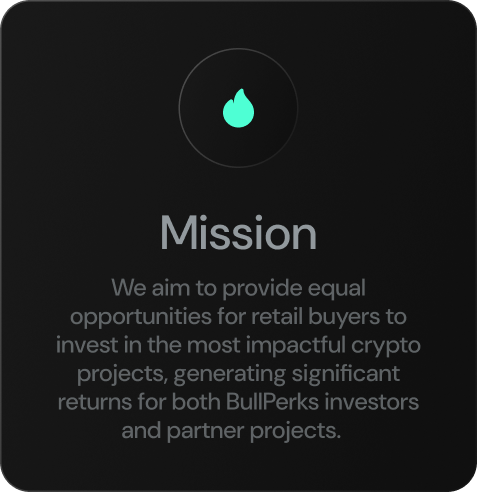 Mission
We aim to provide equal
opportunities for retail buyers to
invest in the most impactful crypto
projects, generating significant
returns for both BullPerks investors
and partner projects.